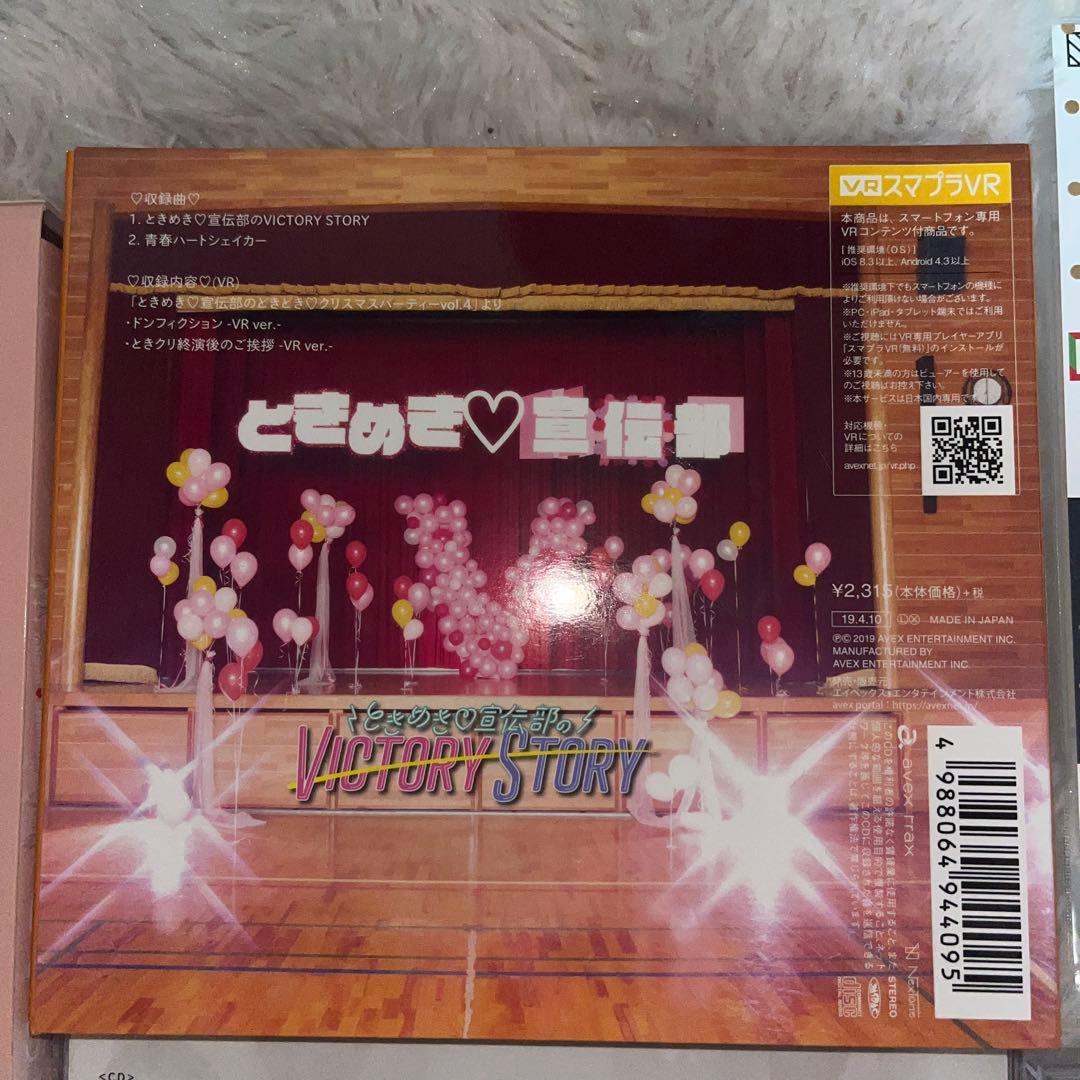 ♡収録曲♡
1. ときめき♡宣伝部のVICTORY STORY
2. 青春ハートシェイカー
♡収録内容♡(VR)
「ときめき♡宣伝部のときどき♡クリスマスパーティーvol.4」より
・ドンフィクション -VR ver.-
・ときクリ終演後のご挨拶 -VR ver.-
ときめき♡宣伝部
ときめき♡宣伝部の
VICTORY STORY
VRスマプラVR
本商品は、スマートフォン専用
VRコンテンツ付商品です。
[推奨環境(OS)]
iOS 8.3以上、Android 4.3以上
※推奨環境下でもスマートフォンの機種に
よりご利用頂けない場合がございます。
※PC・iPad・タブレット端末ではご利用
いただけません。
※ご視聴にはVR専用プレイヤーアプリ
「スマプラVR(無料)」のインストールが
必要です。
※13歳未満の方はビューアーを使用して
のご視聴はお控え下さい。
※本サービスは日本国内専用です
対応機種・
VRについての
詳細はこちら
avexnet.jp/vr.php
¥2,315(本体価格)+税
19.4.10 MADE IN JAPAN
℗© 2019 AVEX ENTERTAINMENT INC.
MANUFACTURED BY
AVEX ENTERTAINMENT INC.
発売・販売元
エイベックス・エンタテインメント株式会社
avex portal : https://avexnet.jp/
avex trax
STEREO
NexTone
disc
4 988064 944095
<CD>